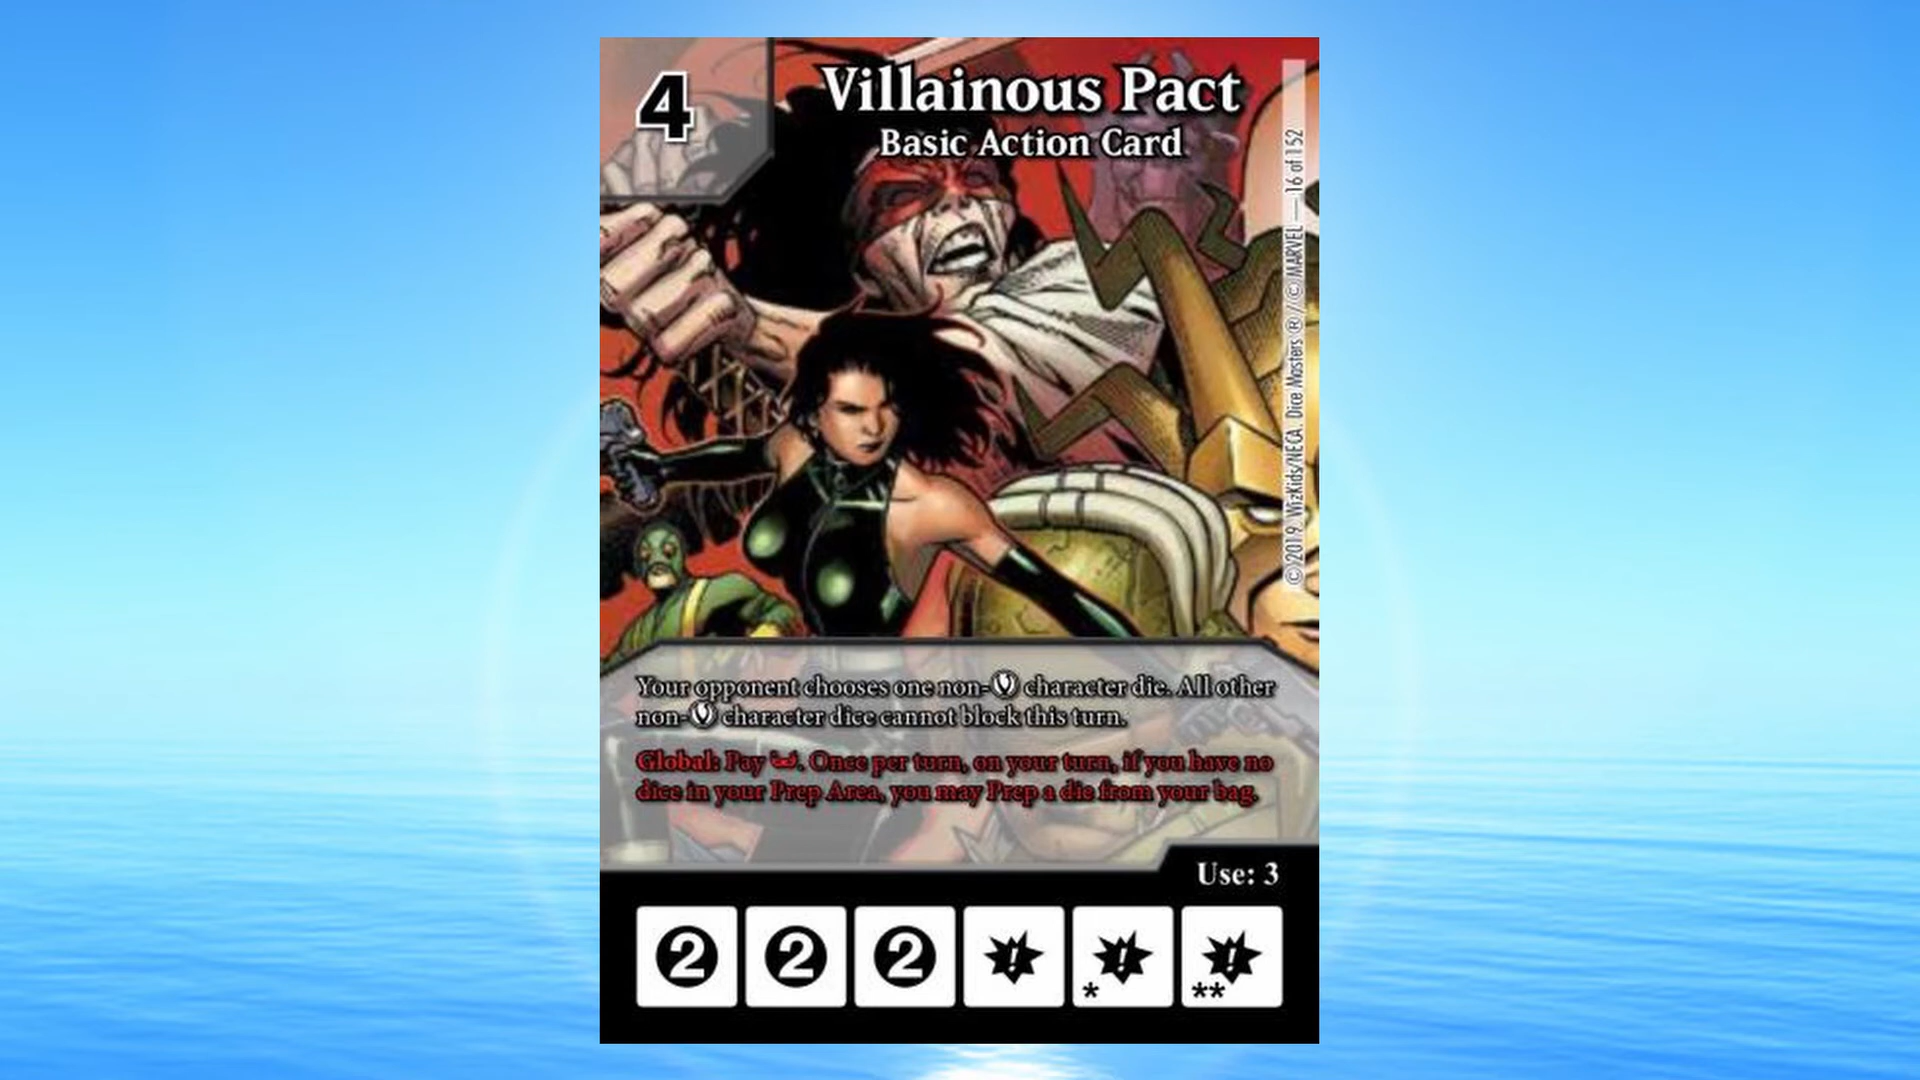 4
Villainous Pact
Basic Action Card
©2019 WizKids/NECA. Dice Masters ® / © MARVEL — 16 of 152
Your opponent chooses one non- character die. All other
non- character dice cannot block this turn.
Global: Pay . Once per turn, on your turn, if you have no
dice in your Prep Area, you may Prep a die from your bag.
Use: 3
2 2 2 ! ! !
* **